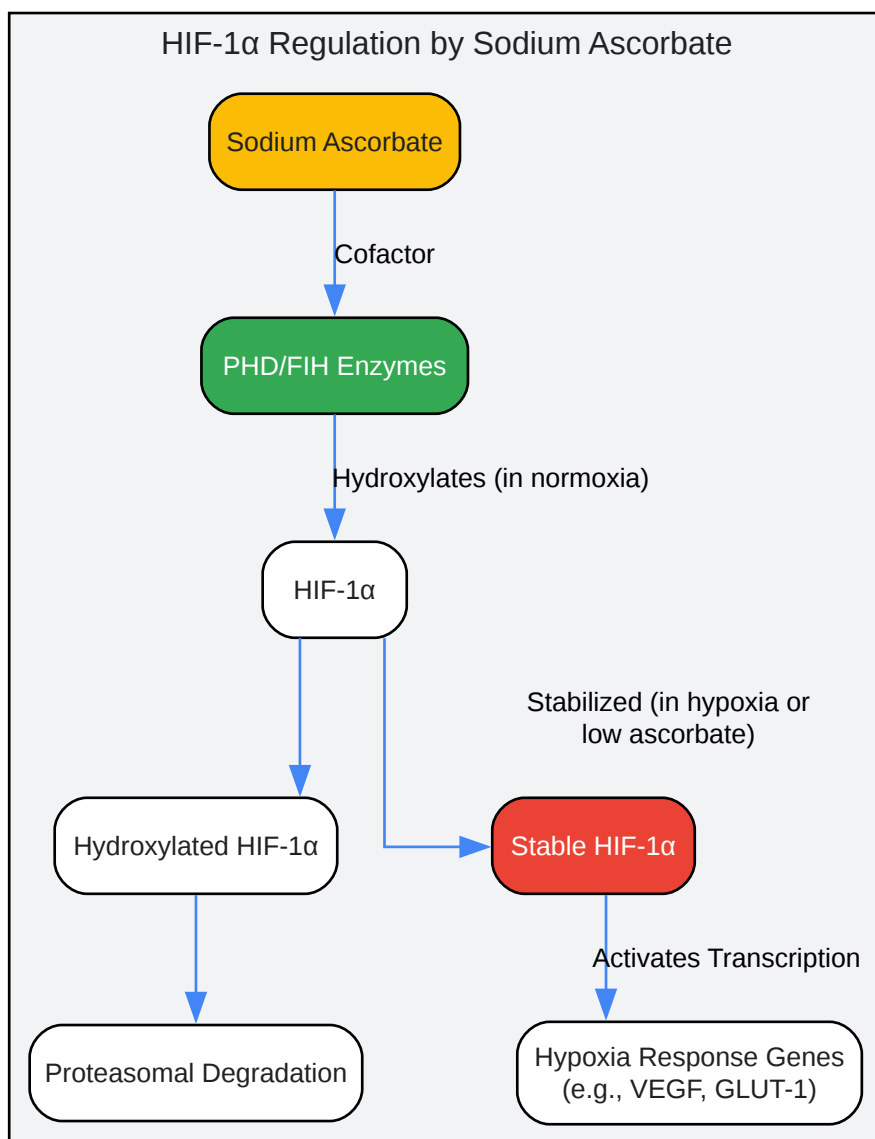 HIF-1α Regulation by Sodium Ascorbate
Sodium Ascorbate
Cofactor
PHD/FIH Enzymes
Hydroxylates (in normoxia)
HIF-1α
Stabilized (in hypoxia or
low ascorbate)
Hydroxylated HIF-1α
Stable HIF-1α
Activates Transcription
Proteasomal Degradation
Hypoxia Response Genes
(e.g., VEGF, GLUT-1)